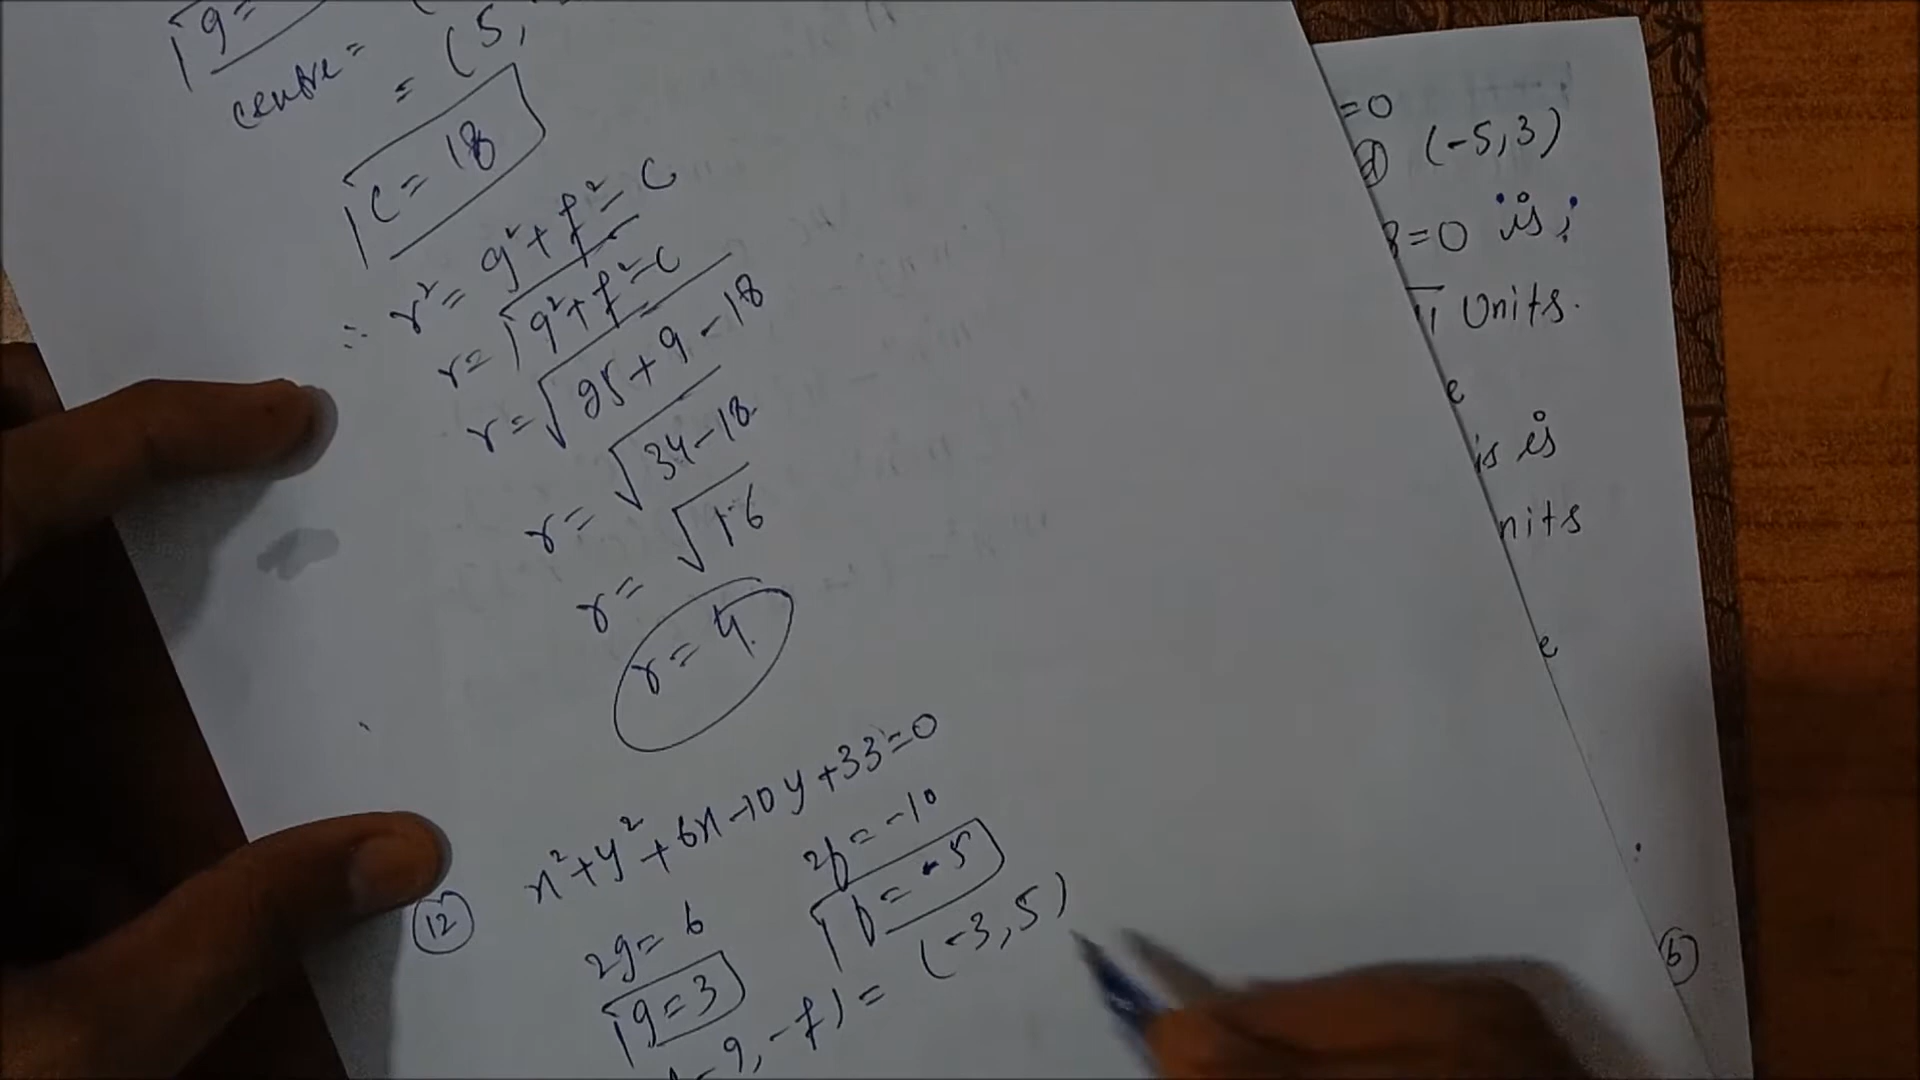 g=
centre =
= (5,
c= 18
∴ r²= g²+f²=c
r= √g²+f²=c
r= √25+9-18
r= √34-18
r= √16
r= 4.
(12) x²+y²+6x-10y+33=0
2g= 6
2f= -10
g=3
f= -5
-g,-f)= (-3,5)
=0
(d) (-5,3)
3=0 is;
11 Units.
e
is is
nits
e
(b)